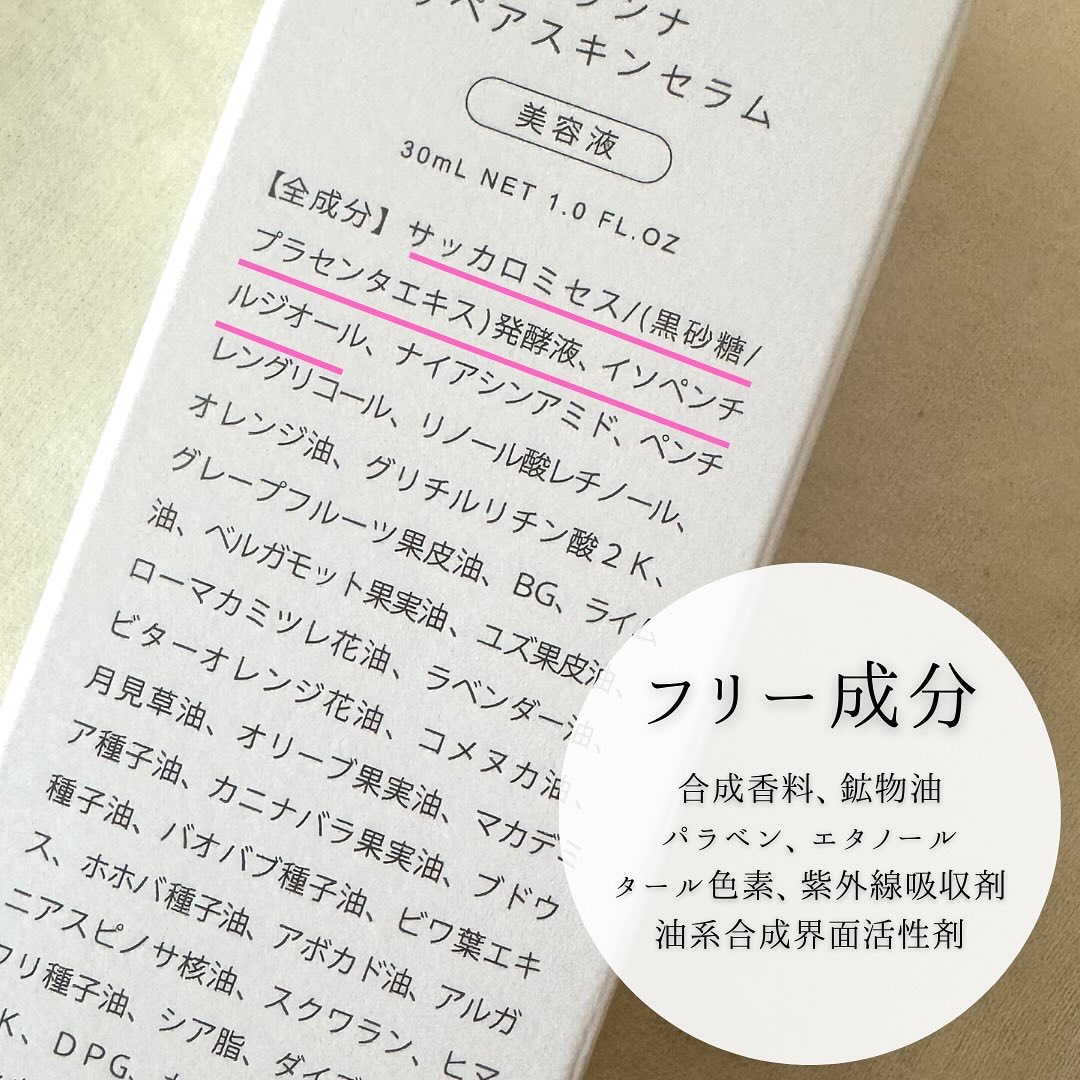 ペアスキンセラム
美容液
30mL NET 1.0 FL.OZ
【全成分】サッカロミセス/(黒砂糖/
プラセンタエキス)発酵液、イソペンチ
ルジオール、ナイアシンアミド、ペンチ
レングリコール、リノール酸レチノール、
オレンジ油、グリチルリチン酸2K、
グレープフルーツ果皮油、BG、ライム
油、ベルガモット果実油、ユズ果皮油、
ローマカミツレ花油、ラベンダー油、
ビターオレンジ花油、コメヌカ油、
月見草油、オリーブ果実油、マカデミ
ア種子油、カニナバラ果実油、ブドウ
種子油、バオバブ種子油、ビワ葉エキ
ス、ホホバ種子油、アボカド油、アルガ
ニアスピノサ核油、スクワラン、ヒマ
ワリ種子油、シア脂、ダイズ
K、DPG、
フリー成分
合成香料、鉱物油
パラベン、エタノール
タール色素、紫外線吸収剤
油系合成界面活性剤